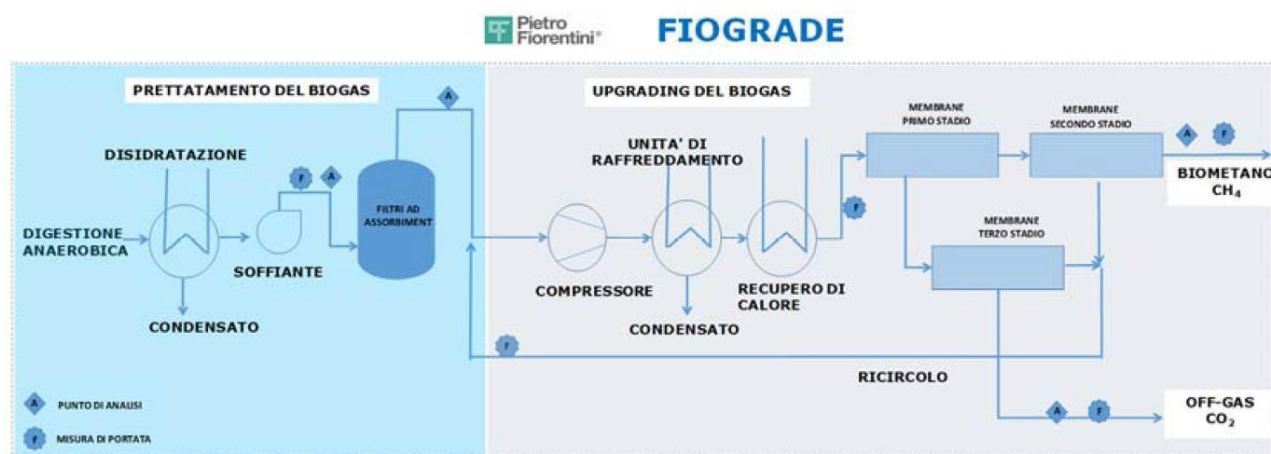 Pietro
Fiorentini®
FIOGRADE
PRETTATAMENTO DEL BIOGAS
UPGRADING DEL BIOGAS
A
MEMBRANE
PRIMO STADIO
MEMBRANE
SECONDO STADIO
DISIDRATAZIONE
UNITA' DI
RAFFREDDAMENTO
A
F
F
A
BIOMETANO
CH4
FILTRI AD
ASSORBIMENT
F
DIGESTIONE
ANAEROBICA
MEMBRANE
TERZO STADIO
SOFFIANTE
COMPRESSORE
RECUPERO DI
CALORE
CONDENSATO
CONDENSATO
F
RICIRCOLO
A
PUNTO DI ANALISI
A
F
OFF-GAS
CO2
F
MISURA DI PORTATA